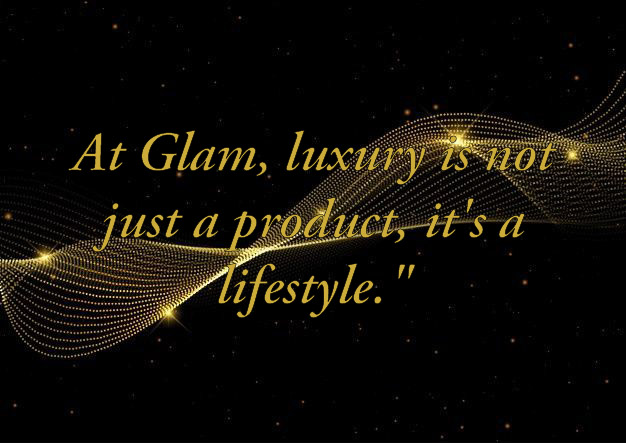 At Glam, luxury is not
just a product, it's a
lifestyle."